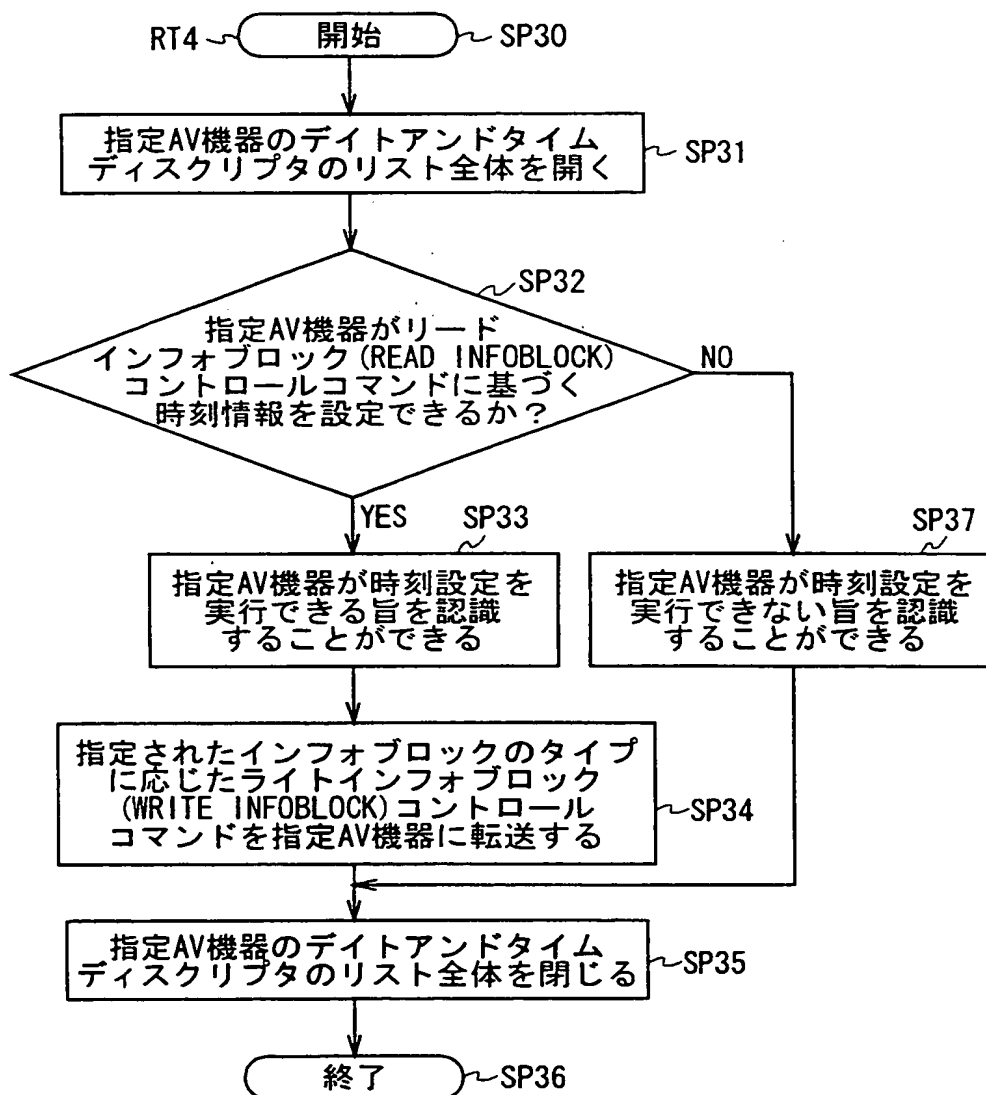 RT4
開始
SP30
指定AV機器のデイトアンドタイム
ディスクリプタのリスト全体を開く
SP31
SP32
指定AV機器がリード
インフォブロック(READ INFOBLOCK)
コントロールコマンドに基づく
時刻情報を設定できるか？
NO
YES
SP33
指定AV機器が時刻設定を
実行できる旨を認識
することができる
SP37
指定AV機器が時刻設定を
実行できない旨を認識
することができる
指定されたインフォブロックのタイプ
に応じたライトインフォブロック
(WRITE INFOBLOCK)コントロール
コマンドを指定AV機器に転送する
SP34
指定AV機器のデイトアンドタイム
ディスクリプタのリスト全体を閉じる
SP35
終了
SP36